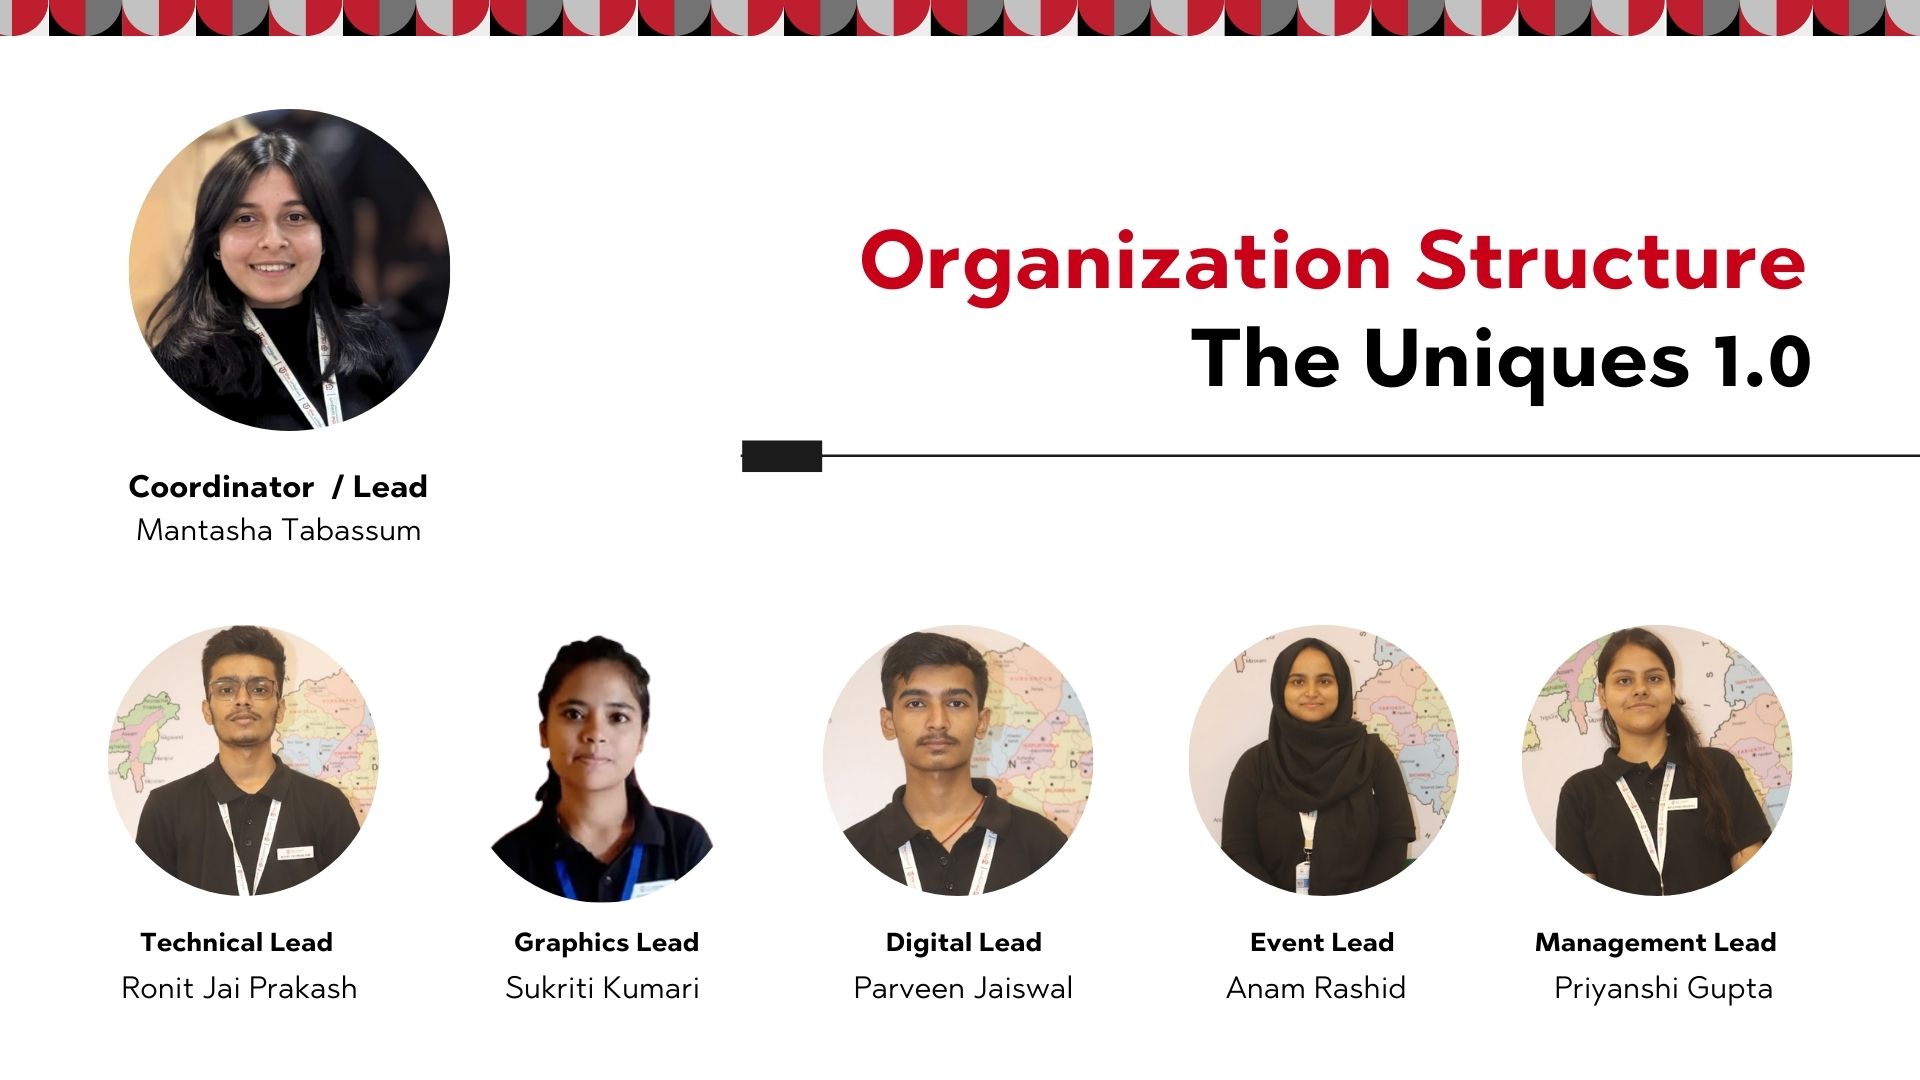 Organization Structure
The Uniques 1.0
Coordinator / Lead
Mantasha Tabassum
Technical Lead
Ronit Jai Prakash
Graphics Lead
Sukriti Kumari
Digital Lead
Parveen Jaiswal
Event Lead
Anam Rashid
Management Lead
Priyanshi Gupta